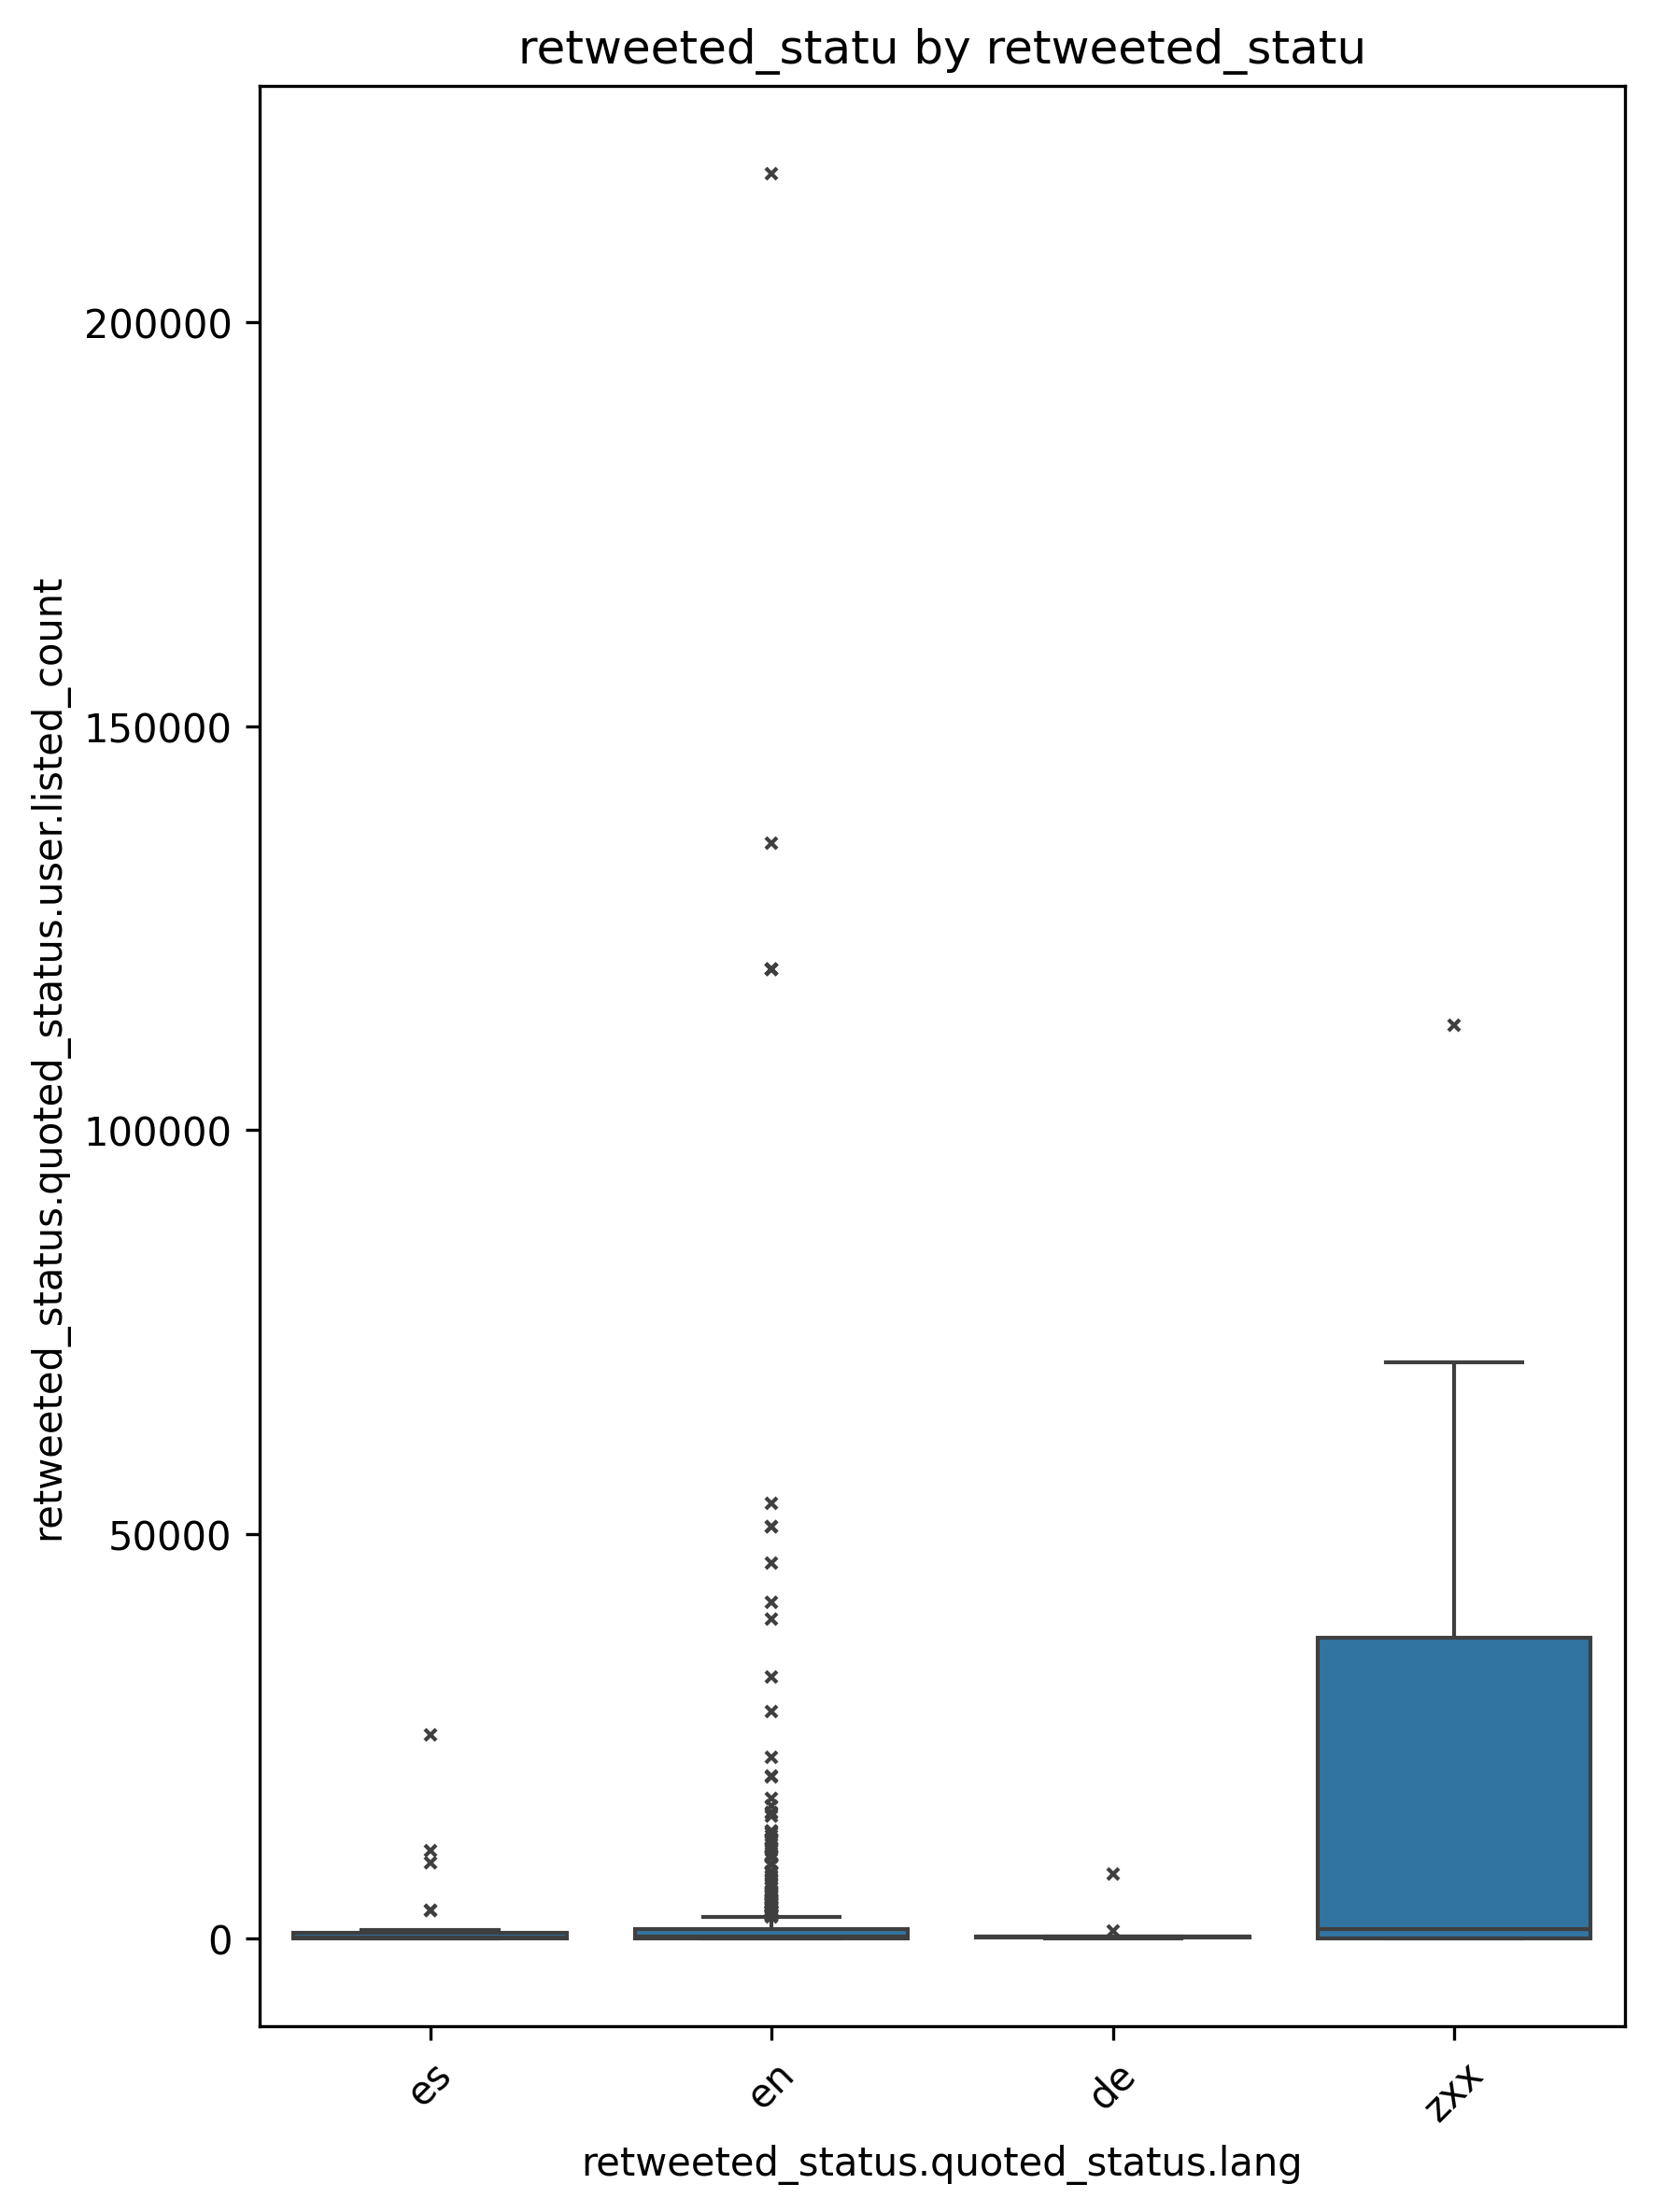 retweeted_statu by retweeted_statu
retweeted_status.quoted_status.user.listed_count
200000
150000
100000
50000
0
es
en
de
zxx
retweeted_status.quoted_status.lang